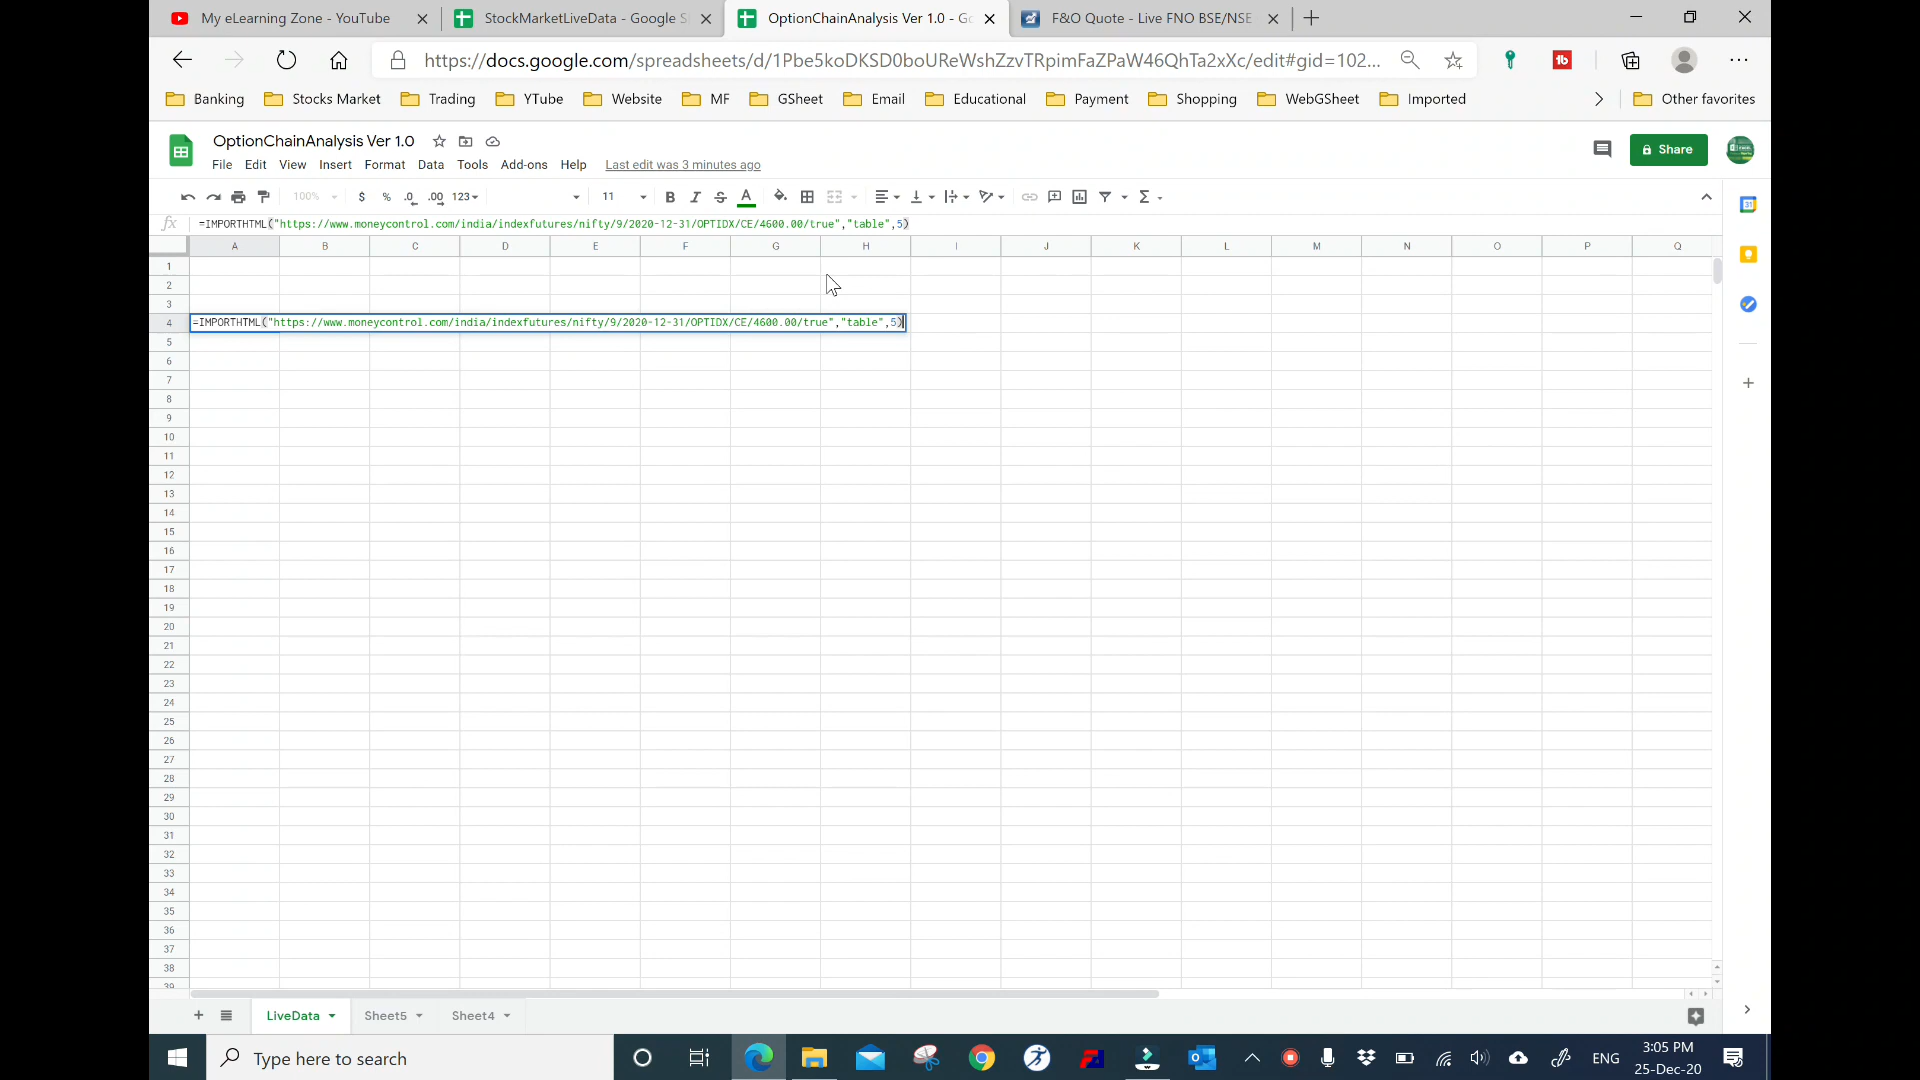 My eLearning Zone - YouTube
StockMarketLiveData - Google S
OptionChainAnalysis Ver 1.0 - Go
F&O Quote - Live FNO BSE/NSE
https://docs.google.com/spreadsheets/d/1Pbe5koDKSD0boUReWshZzvTRpimFaZPaW46QhTa2xXc/edit#gid=102...
Banking Stocks Market Trading YTube Website MF GSheet Email Educational Payment Shopping WebGSheet Imported Other favorites
OptionChainAnalysis Ver 1.0
File Edit View Insert Format Data Tools Add-ons Help Last edit was 3 minutes ago
Share
100% $ % .0 .00 123 11 B I S A Σ
fx =IMPORTHTML("https://www.moneycontrol.com/india/indexfutures/nifty/9/2020-12-31/OPTIDX/CE/4600.00/true","table",5)
A B C D E F G H I J K L M N O P Q
1
2
3
4 =IMPORTHTML("https://www.moneycontrol.com/india/indexfutures/nifty/9/2020-12-31/OPTIDX/CE/4600.00/true","table",5)
5
6
7
8
9
10
11
12
13
14
15
16
17
18
19
20
21
22
23
24
25
26
27
28
29
30
31
32
33
34
35
36
37
38
39
LiveData Sheet5 Sheet4
Type here to search
ENG
3:05 PM
25-Dec-20